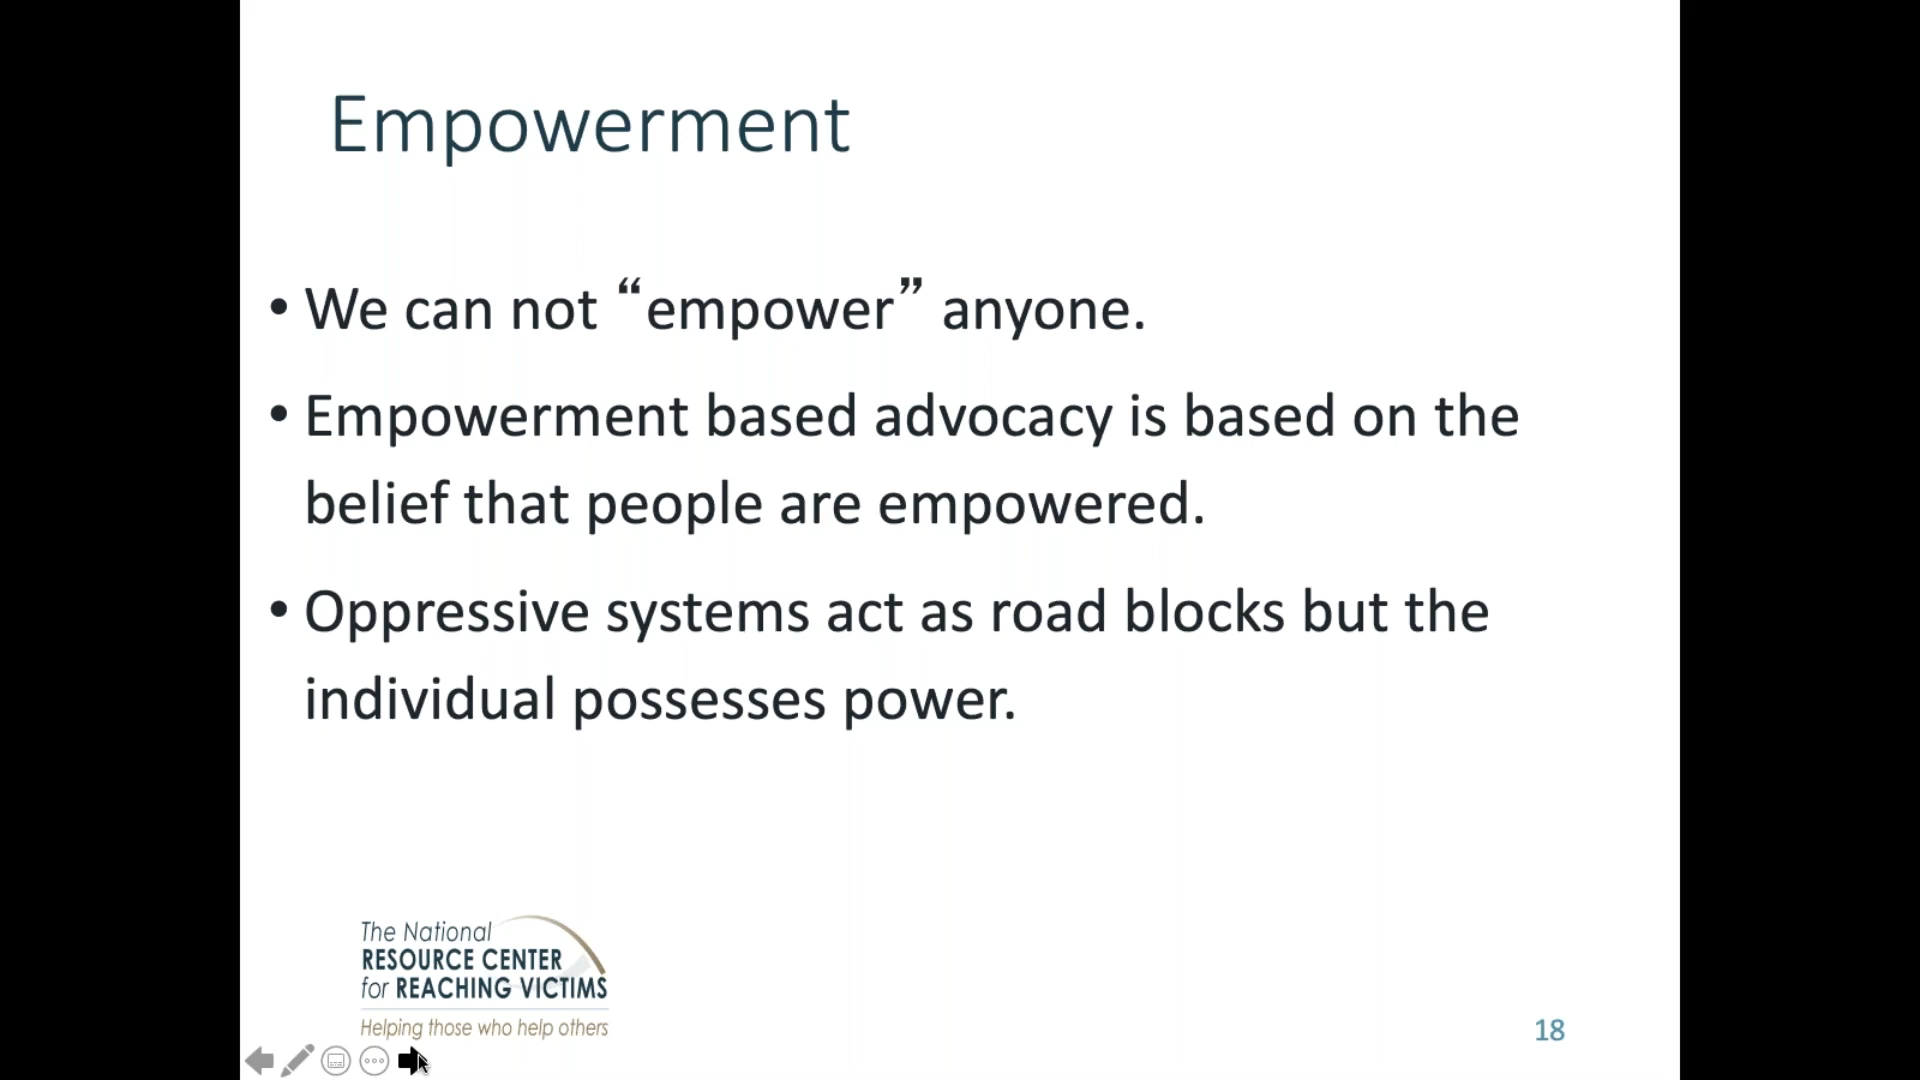 Empowerment
• We can not “empower” anyone.
• Empowerment based advocacy is based on the
belief that people are empowered.
• Oppressive systems act as road blocks but the
individual possesses power.
The National
RESOURCE CENTER
for REACHING VICTIMS
Helping those who help others
18